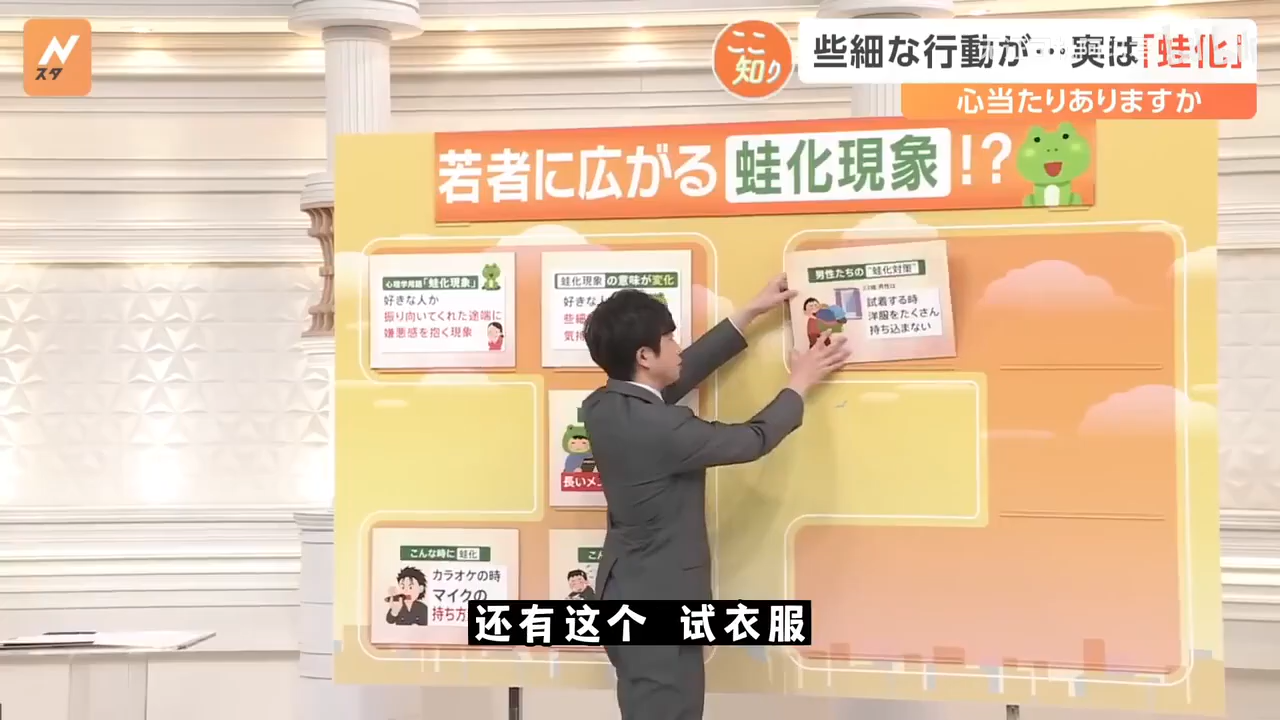 N
スタ
ここ
知り
些細な行動が…実は「蛙化」
心当たりありますか
若者に広がる 蛙化現象 !?
心理学用語「蛙化現象」
好きな人が
振り向いてくれた途端に
嫌悪感を抱く現象
蛙化現象 の意味が変化
好きな
些細
気持
長いメ
こんな時に 蛙化
カラオケの時
マイクの
持ち方
こん
男性たちの "蛙化対策"
試着する時
洋服をたくさん
持ち込まない
还有这个 试衣服